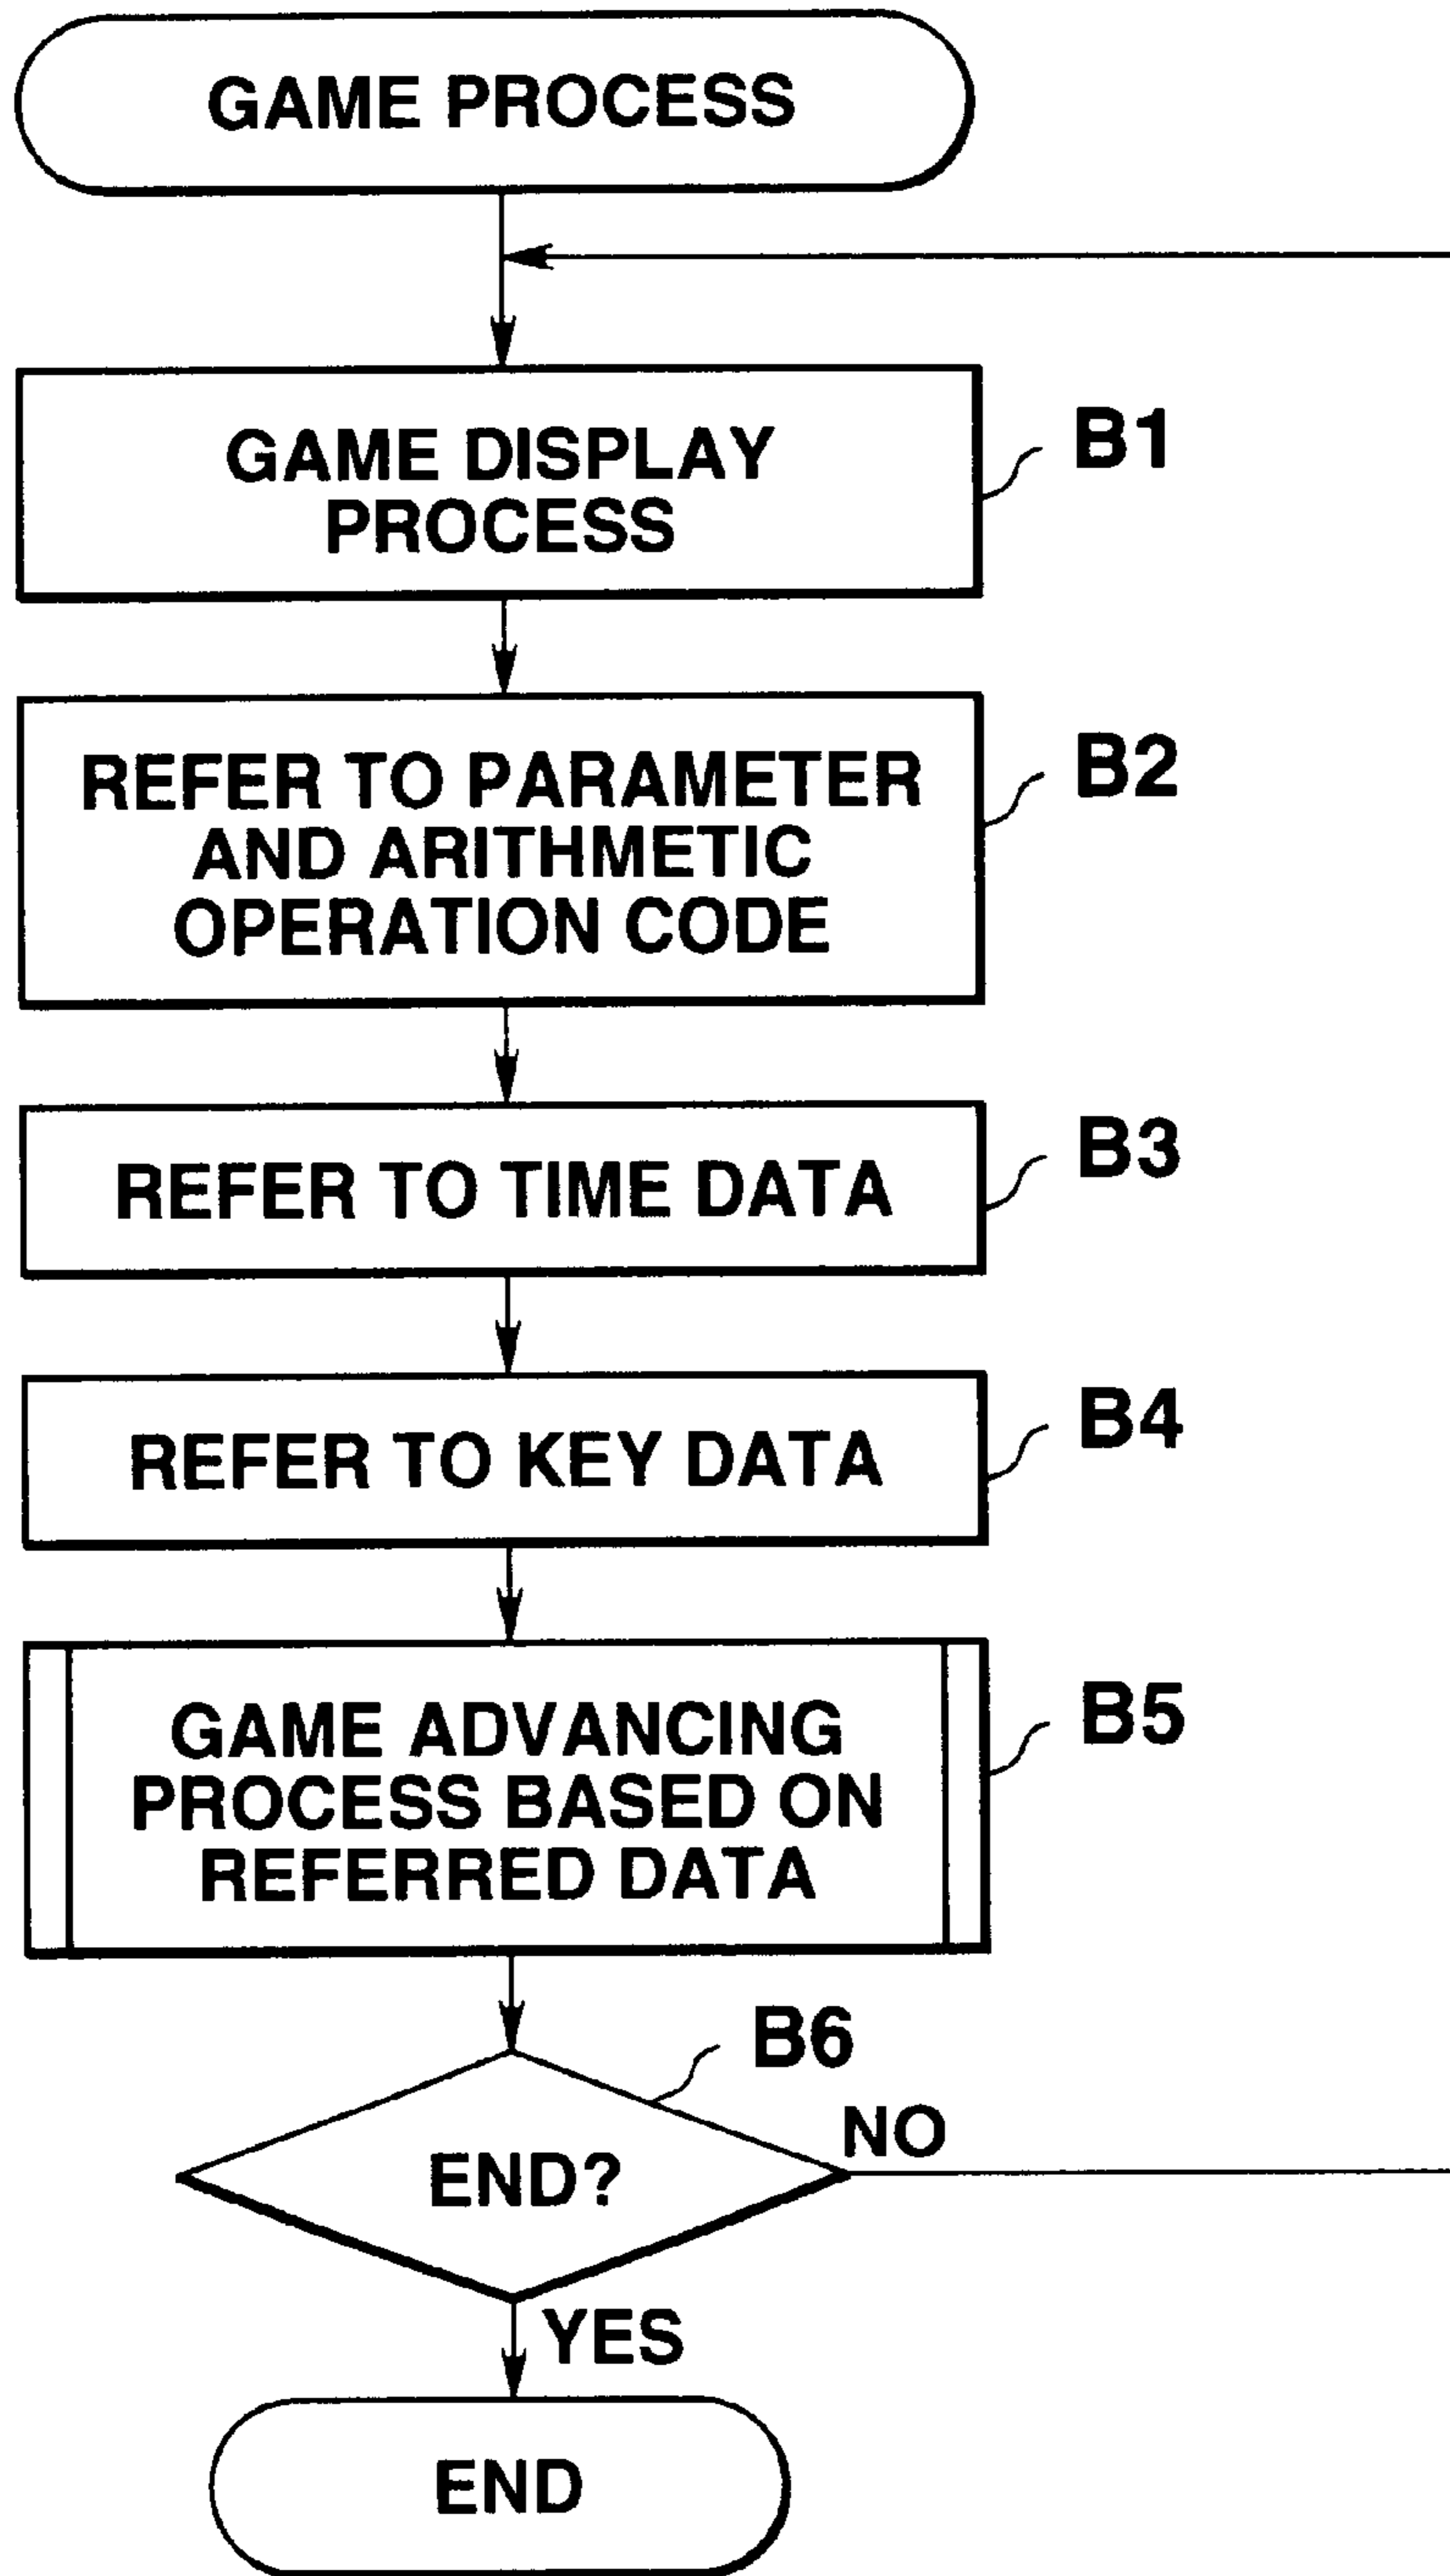 GAME PROCESS
GAME DISPLAY
PROCESS
B1
REFER TO PARAMETER
AND ARITHMETIC
OPERATION CODE
B2
REFER TO TIME DATA
B3
REFER TO KEY DATA
B4
GAME ADVANCING
PROCESS BASED ON
REFERRED DATA
B5
B6
END?
NO
YES
END